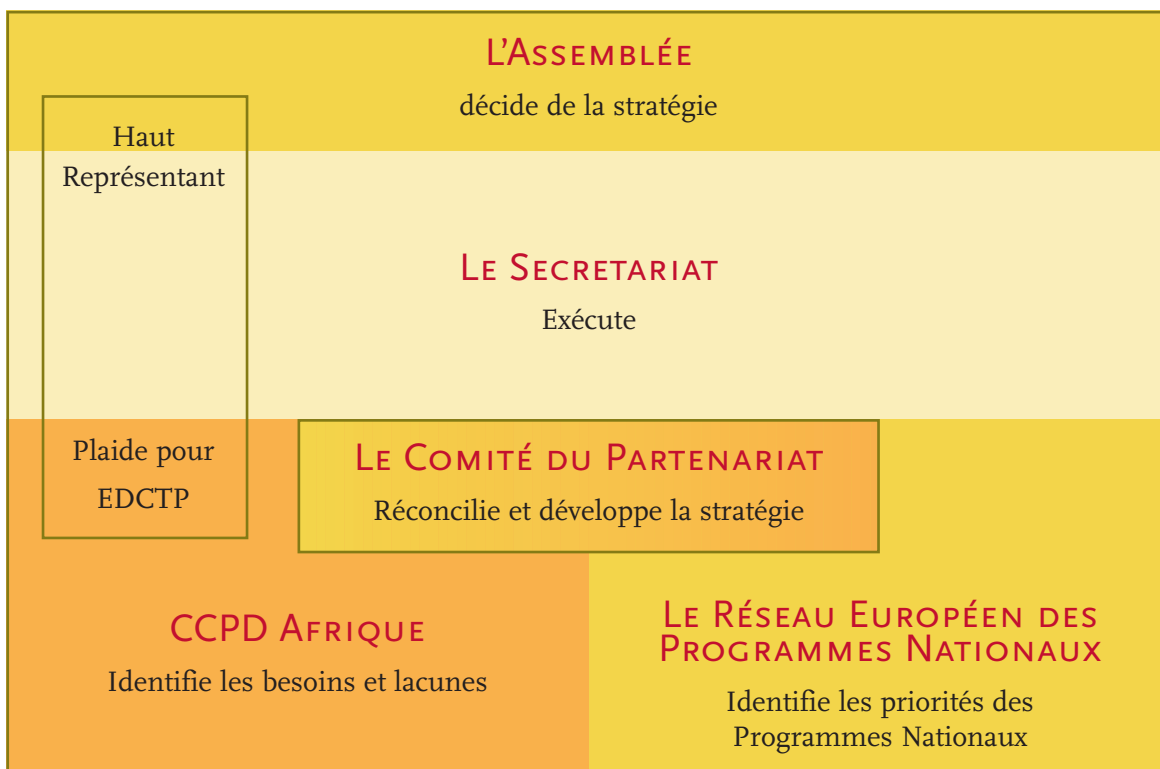 L'Assemblée
décide de la stratégie
Haut
Représentant
Le Secretariat
Exécute
Plaide pour
EDCTP
Le Comité du Partenariat
Réconcilie et développe la stratégie
CCPD Afrique
Identifie les besoins et lacunes
Le Réseau Européen des
Programmes Nationaux
Identifie les priorités des
Programmes Nationaux